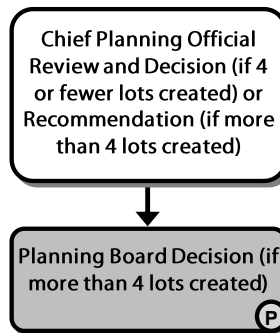 Chief Planning Official
Review and Decision (if 4
or fewer lots created) or
Recommendation (if more
than 4 lots created)
Planning Board Decision (if
more than 4 lots created)
P